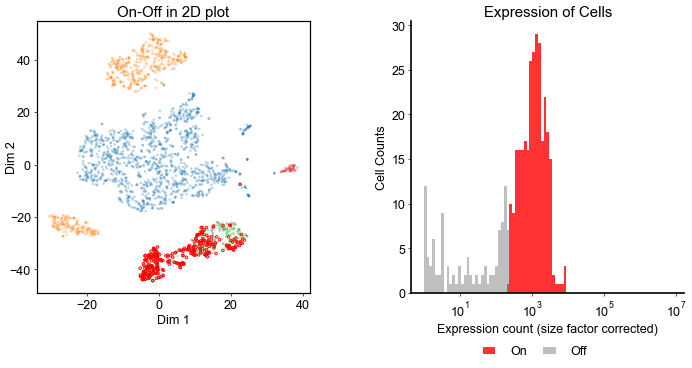 On-Off in 2D plot
Dim 2
40
20
0
−20
−40
−20
0
20
40
Dim 1
Expression of Cells
Cell Counts
30
25
20
15
10
5
0
10^1
10^3
10^5
10^7
Expression count (size factor corrected)
On
Off